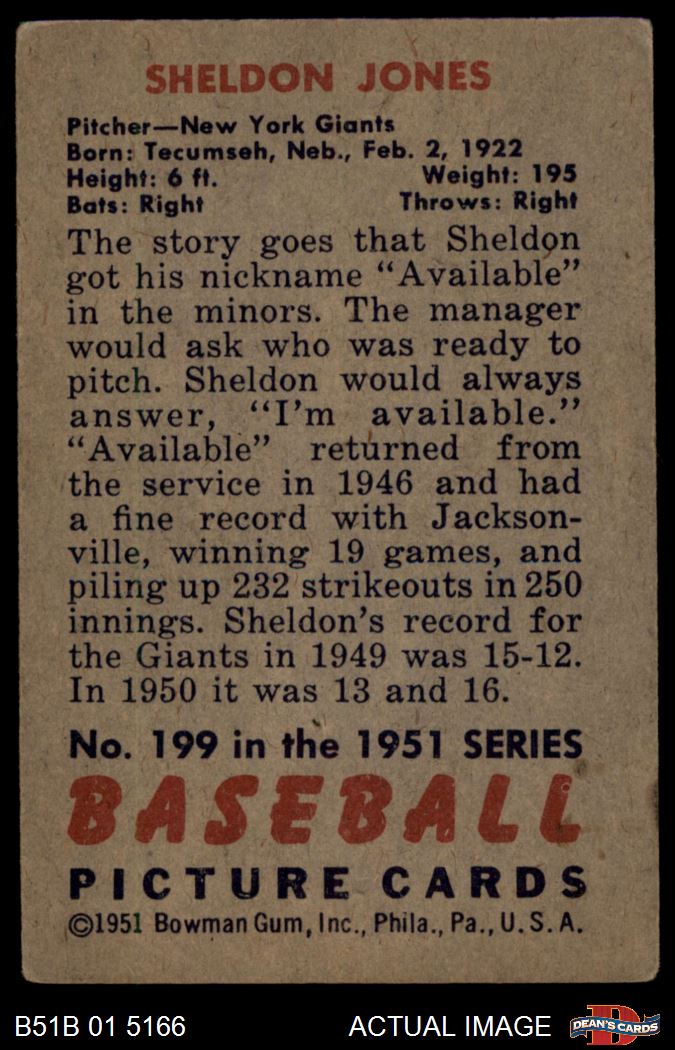 SHELDON JONES
Pitcher—New York Giants
Born: Tecumseh, Neb., Feb. 2, 1922
Height: 6 ft. Weight: 195
Bats: Right Throws: Right
The story goes that Sheldon
got his nickname “Available”
in the minors. The manager
would ask who was ready to
pitch. Sheldon would always
answer, “I'm available.”
“Available” returned from
the service in 1946 and had
a fine record with Jackson-
ville, winning 19 games, and
piling up 232 strikeouts in 250
innings. Sheldon's record for
the Giants in 1949 was 15-12.
In 1950 it was 13 and 16.
No. 199 in the 1951 SERIES
BASEBALL
PICTURE CARDS
©1951 Bowman Gum, Inc., Phila., Pa., U.S.A.
B51B 01 5166 ACTUAL IMAGE D DEAN'S CARDS